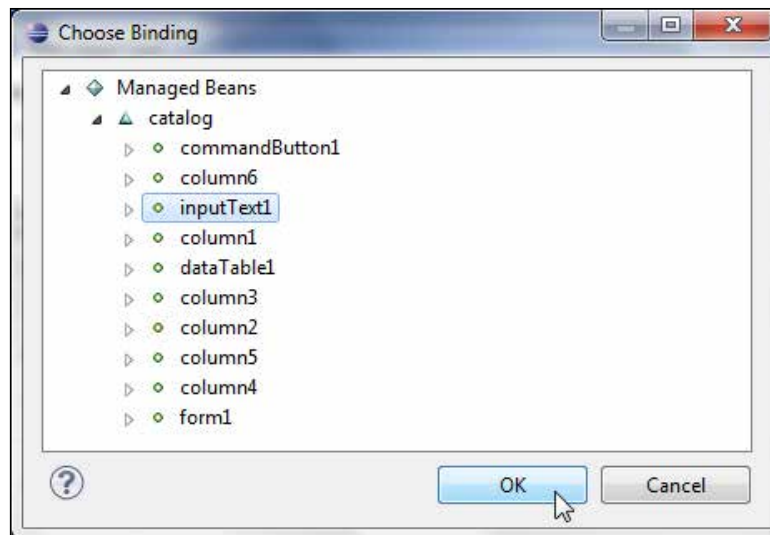 Choose Binding
Managed Beans
catalog
commandButton1
column6
inputText1
column1
dataTable1
column3
column2
column5
column4
form1
? OK Cancel